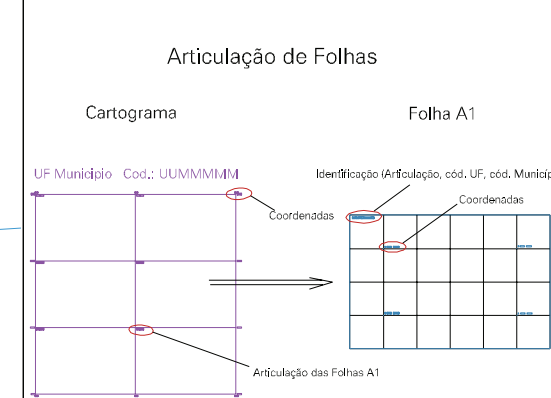 Articulação de Folhas
Cartograma
Folha A1
UF Municipio Cod.: UUMMMMM
Identificação (Articulação, cód. UF, cód. Municíp
Coordenadas
Coordenadas
Articulação das Folhas A1